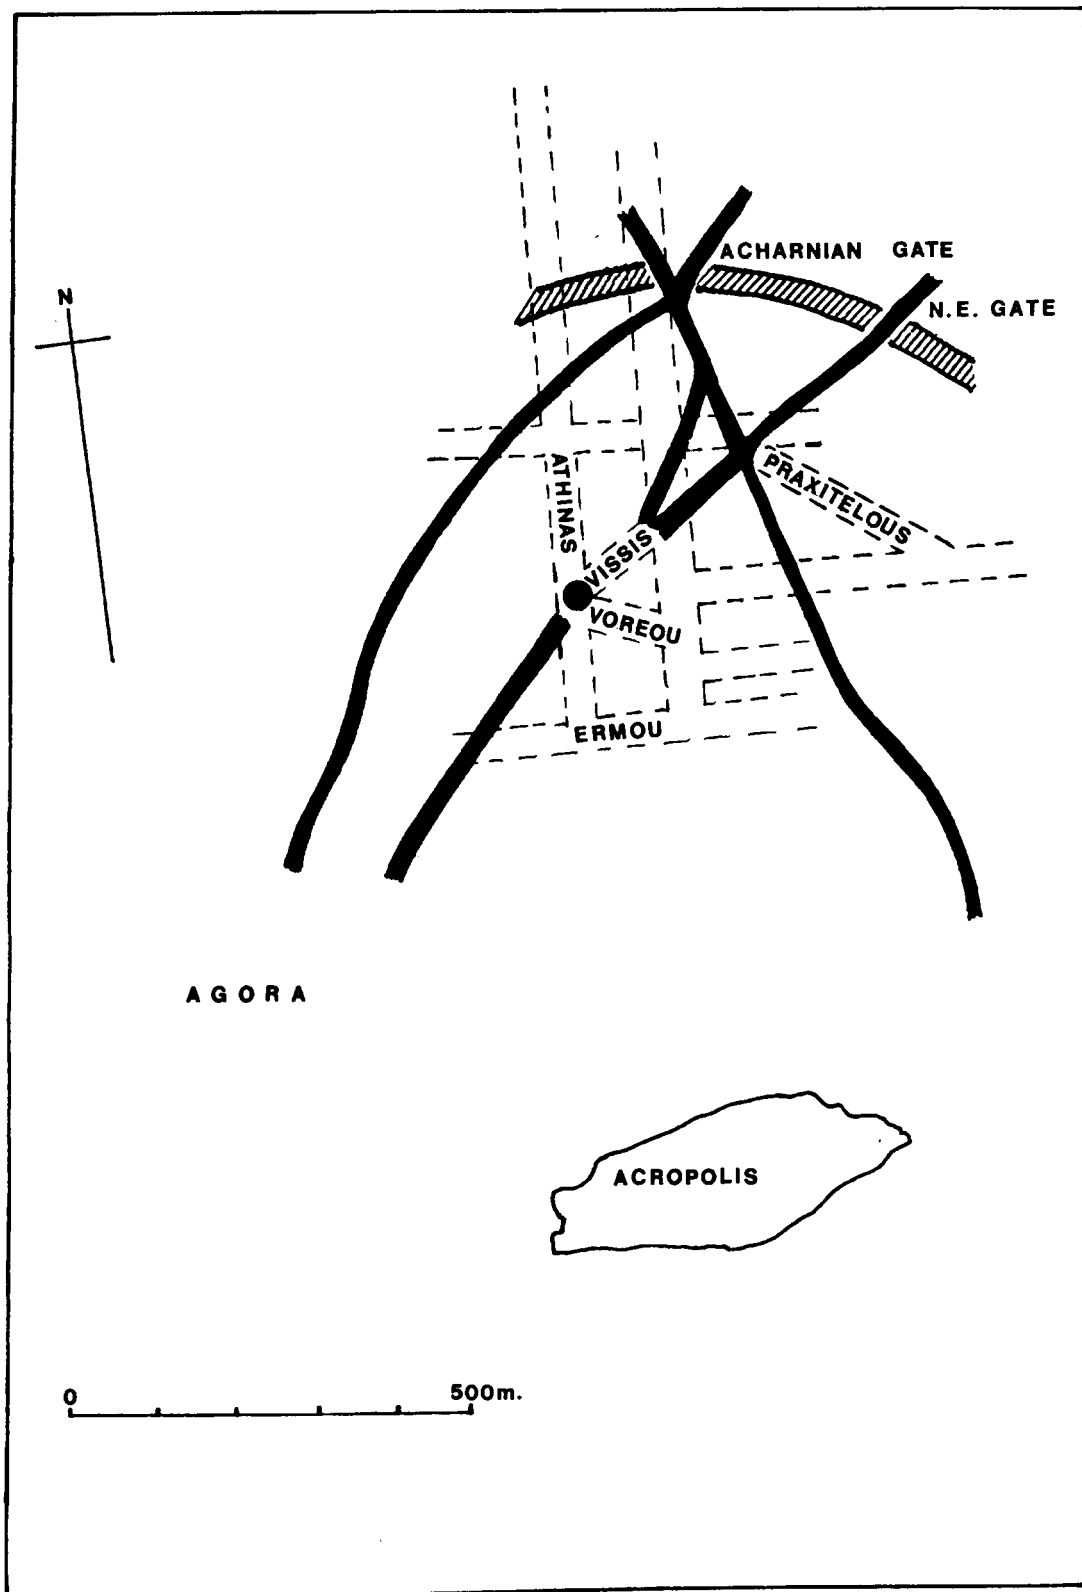 ACHARNIAN GATE
N
N.E. GATE
ATHINAS
PRAXITELOUS
VISSIS
VOREOU
ERMOU
AGORA
ACROPOLIS
0
500m.